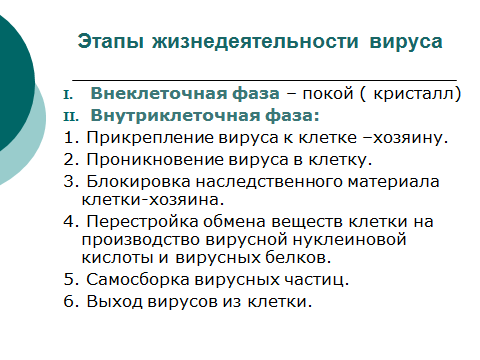 Этапы жизнедеятельности вируса
I. Внеклеточная фаза – покой ( кристалл)
II. Внутриклеточная фаза:
1. Прикрепление вируса к клетке –хозяину.
2. Проникновение вируса в клетку.
3. Блокировка наследственного материала
клетки-хозяина.
4. Перестройка обмена веществ клетки на
производство вирусной нуклеиновой
кислоты и вирусных белков.
5. Самосборка вирусных частиц.
6. Выход вирусов из клетки.